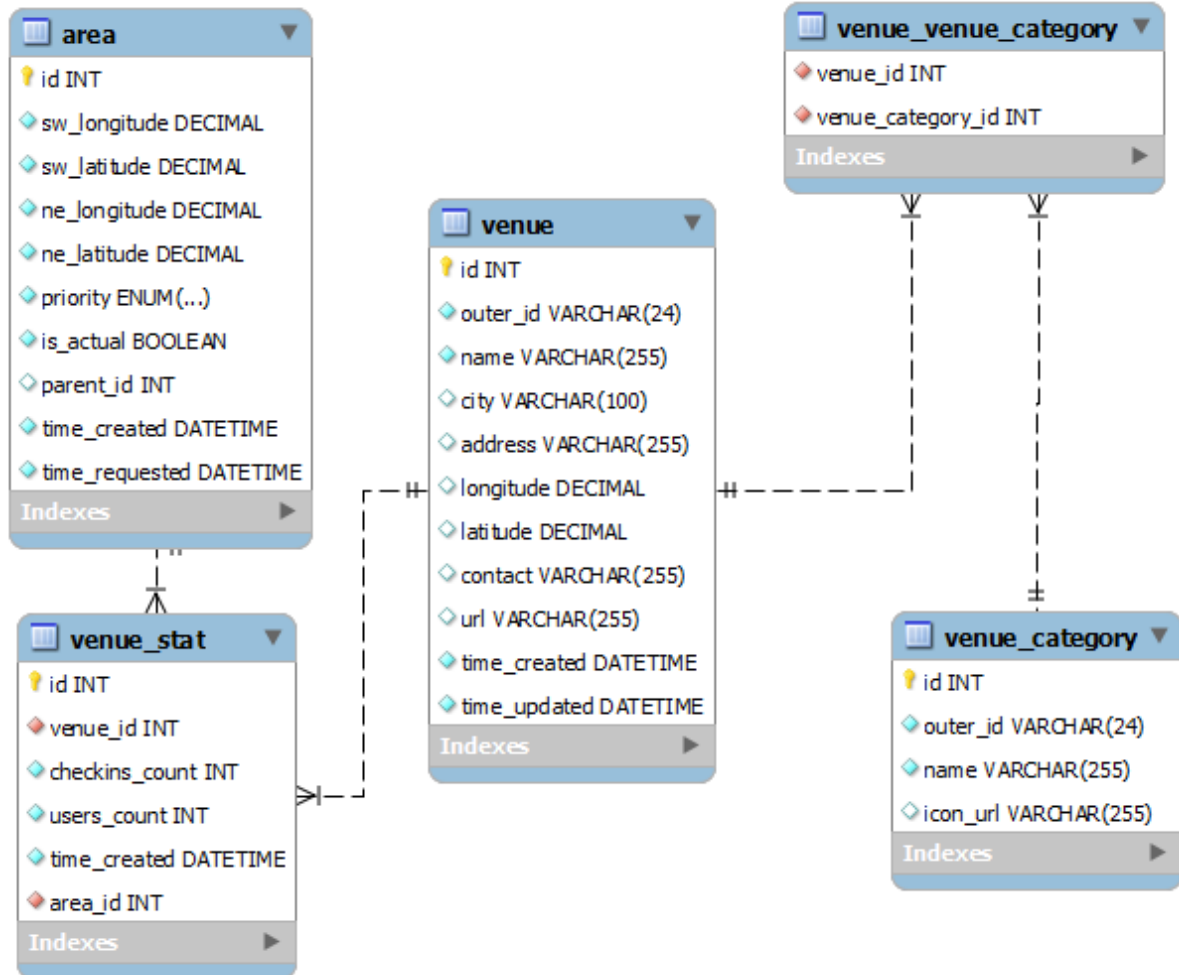 area
id INT
sw_longitude DECIMAL
sw_latitude DECIMAL
ne_longitude DECIMAL
ne_latitude DECIMAL
priority ENUM(...)
is_actual BOOLEAN
parent_id INT
time_created DATETIME
time_requested DATETIME
Indexes
venue_stat
id INT
venue_id INT
checkins_count INT
users_count INT
time_created DATETIME
area_id INT
Indexes
venue
id INT
outer_id VARCHAR(24)
name VARCHAR(255)
city VARCHAR(100)
address VARCHAR(255)
longitude DECIMAL
latitude DECIMAL
contact VARCHAR(255)
url VARCHAR(255)
time_created DATETIME
time_updated DATETIME
Indexes
venue_venue_category
venue_id INT
venue_category_id INT
Indexes
venue_category
id INT
outer_id VARCHAR(24)
name VARCHAR(255)
icon_url VARCHAR(255)
Indexes